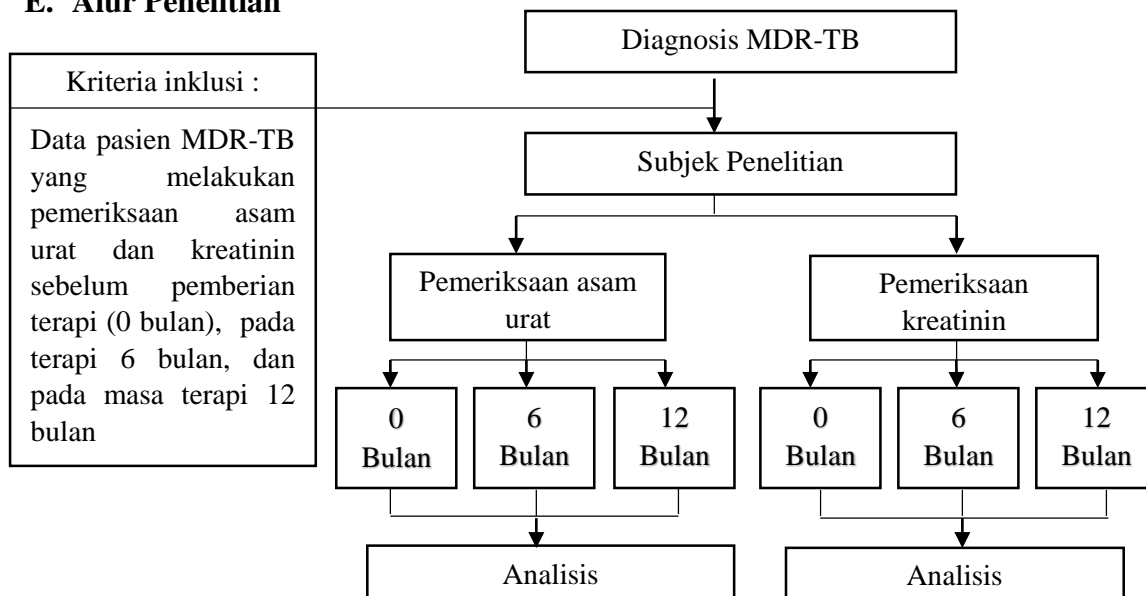 E. Alur Penelitian
Diagnosis MDR-TB
Kriteria inklusi :
Data pasien MDR-TB
yang melakukan
pemeriksaan asam
urat dan kreatinin
sebelum pemberian
terapi (0 bulan), pada
terapi 6 bulan, dan
pada masa terapi 12
bulan
Subjek Penelitian
Pemeriksaan asam
urat
Pemeriksaan
kreatinin
0
Bulan
6
Bulan
12
Bulan
0
Bulan
6
Bulan
12
Bulan
Analisis
Analisis